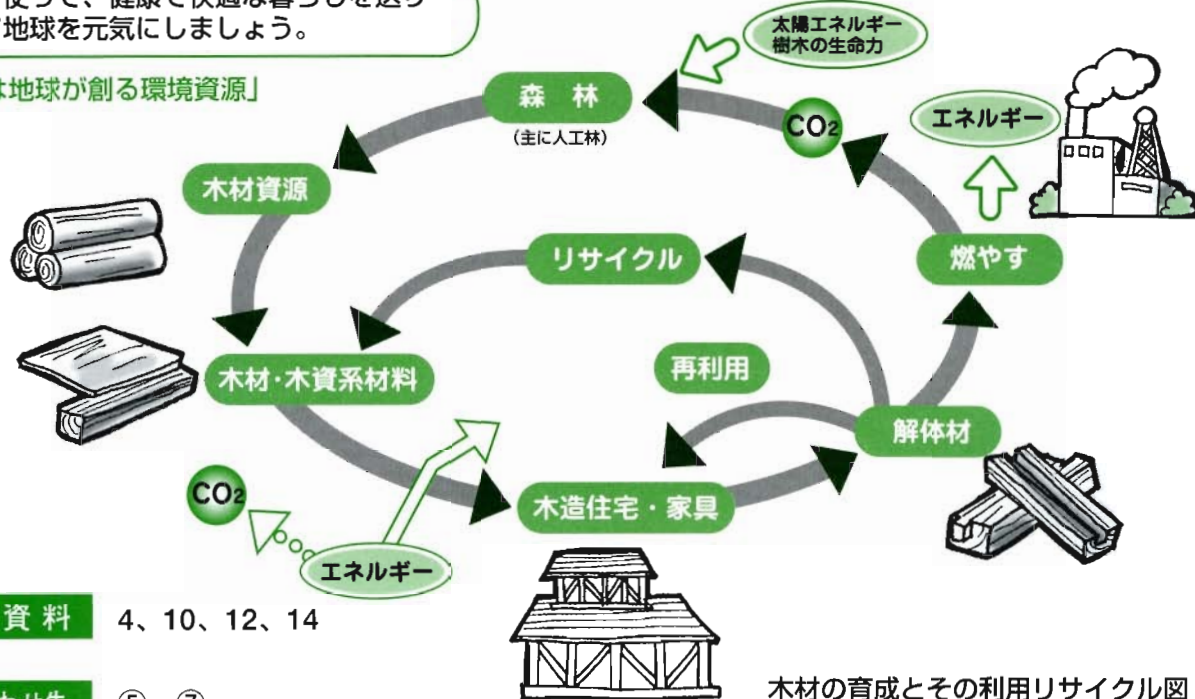 使って、健康で快適な暮らしを送り
地球を元気にしましょう。
は地球が創る環境資源」
太陽エネルギー
樹木の生命力
森 林
(主に人工林)
CO2
エネルギー
木材資源
リサイクル
燃やす
木材・木資系材料
再利用
解体材
CO2
木造住宅・家具
エネルギー
資 料 4、10、12、14
⑤ ⑦
木材の育成とその利用リサイクル図